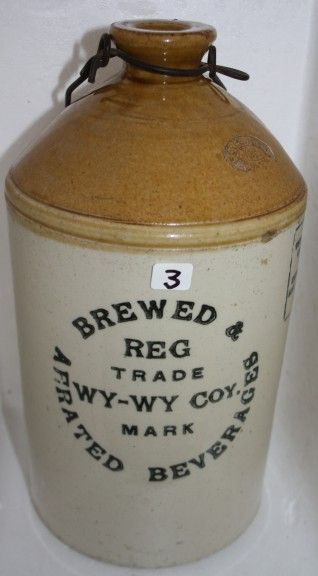 3
BREWED &
REG
TRADE
WY-WY COY.
MARK
AERATED BEVERAGES